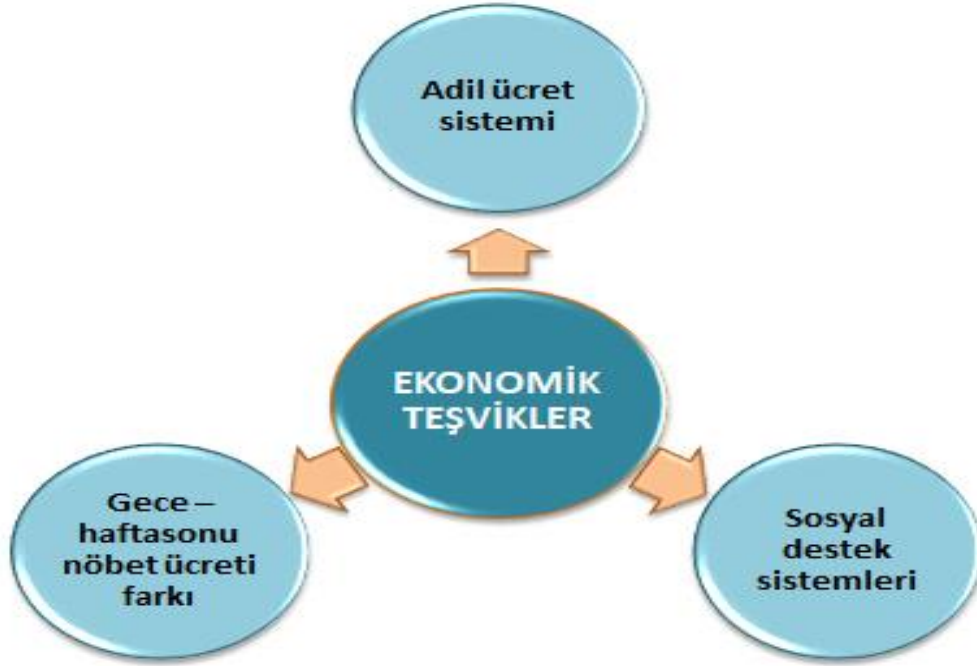 Adil ücret
sistemi
EKONOMİK
TEŞVİKLER
Gece –
haftasonu
nöbet ücreti
farkı
Sosyal
destek
sistemleri